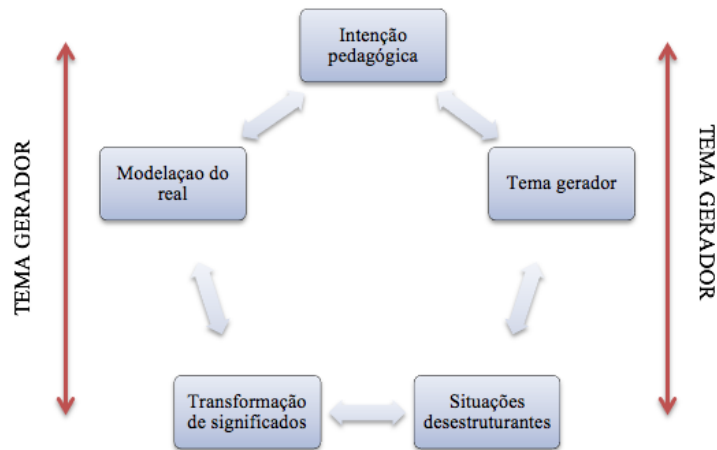 Intenção
pedagógica
TEMA GERADOR
Modelaçao do
real
Tema gerador
TEMA GERADOR
Transformação
de significados
Situações
desestruturantes